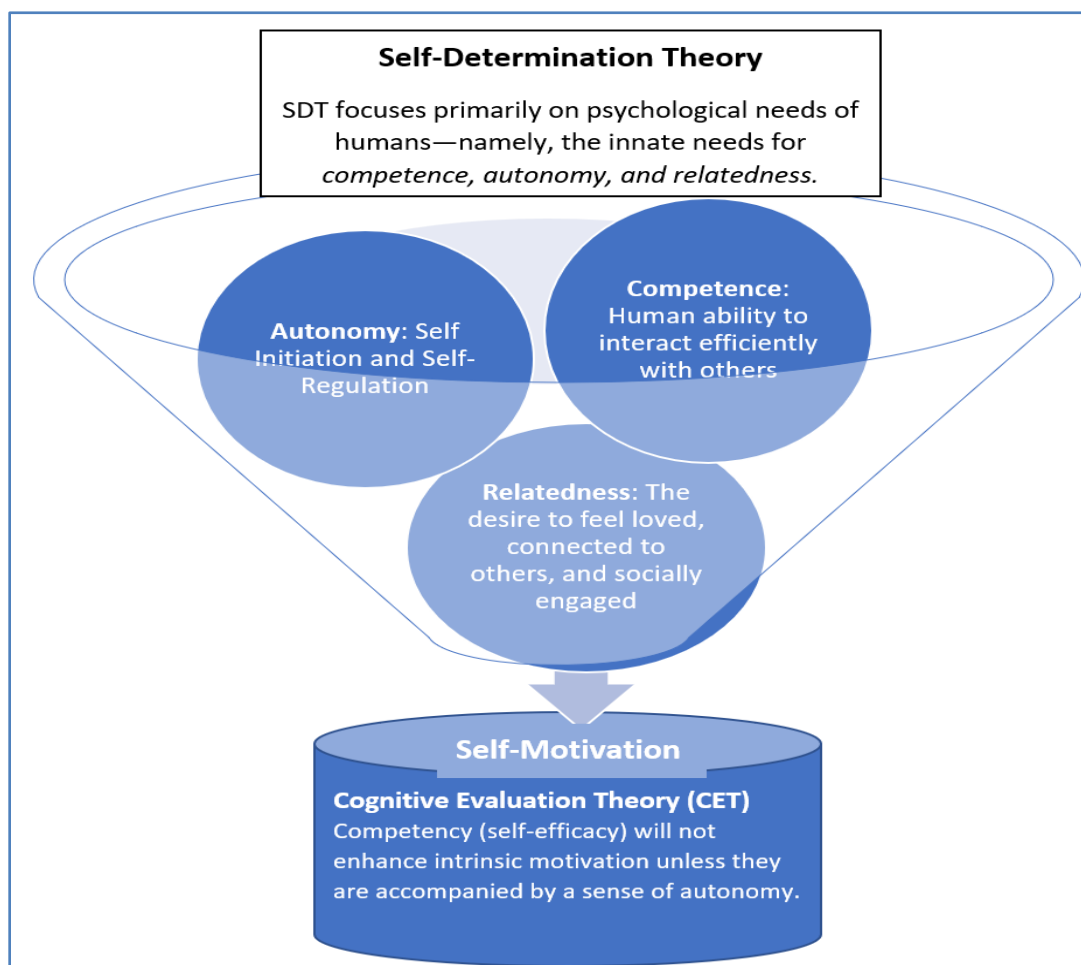 Self-Determination Theory
SDT focuses primarily on psychological needs of
humans—namely, the innate needs for
competence, autonomy, and relatedness.
Autonomy: Self
Initiation and Self-
Regulation
Competence:
Human ability to
interact efficiently
with others
Relatedness: The
desire to feel loved,
connected to
others, and socially
engaged
Self-Motivation
Cognitive Evaluation Theory (CET)
Competency (self-efficacy) will not
enhance intrinsic motivation unless they
are accompanied by a sense of autonomy.